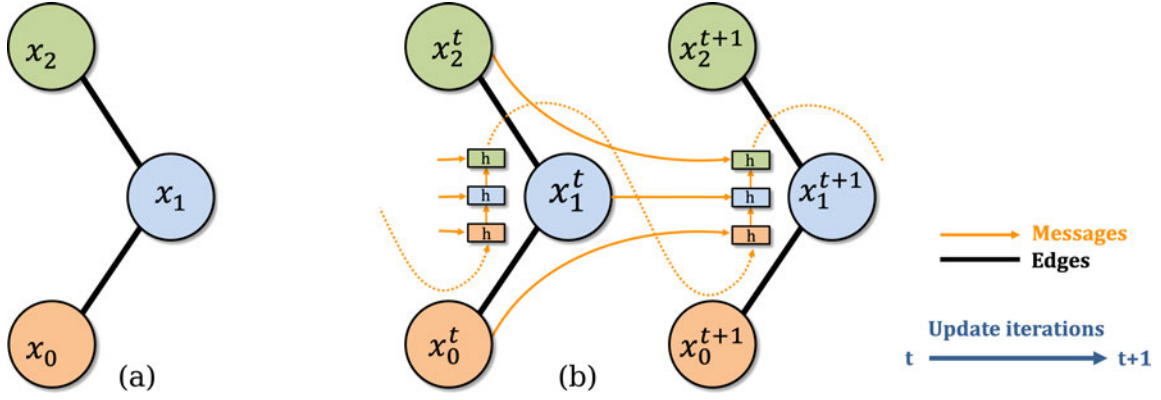 x₂
x₁
x₀
(a)
x₂ᵗ
h
h
h
x₁ᵗ
x₀ᵗ
(b)
x₂ᵗ⁺¹
h
h
h
x₁ᵗ⁺¹
x₀ᵗ⁺¹
Messages
Edges
Update iterations
t t+1